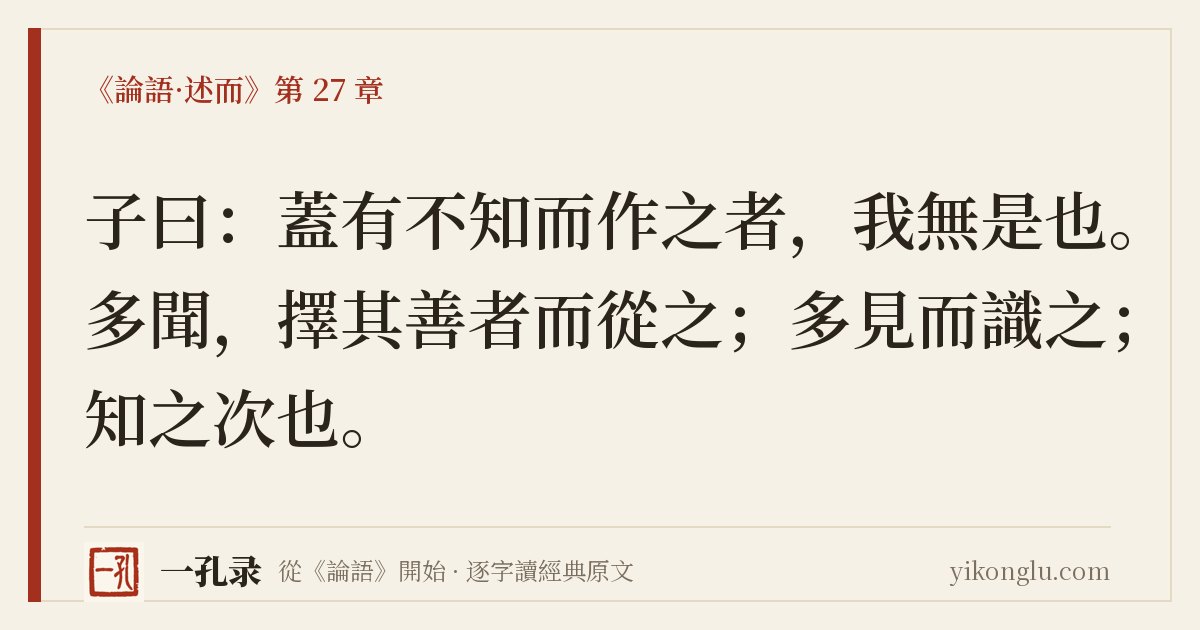 《論語·述而》第 27 章
子曰：蓋有不知而作之者，我無是也。
多聞，擇其善者而從之；多見而識之；
知之次也。
一孔
一孔录 從《論語》開始 · 逐字讀經典原文
yikonglu.com